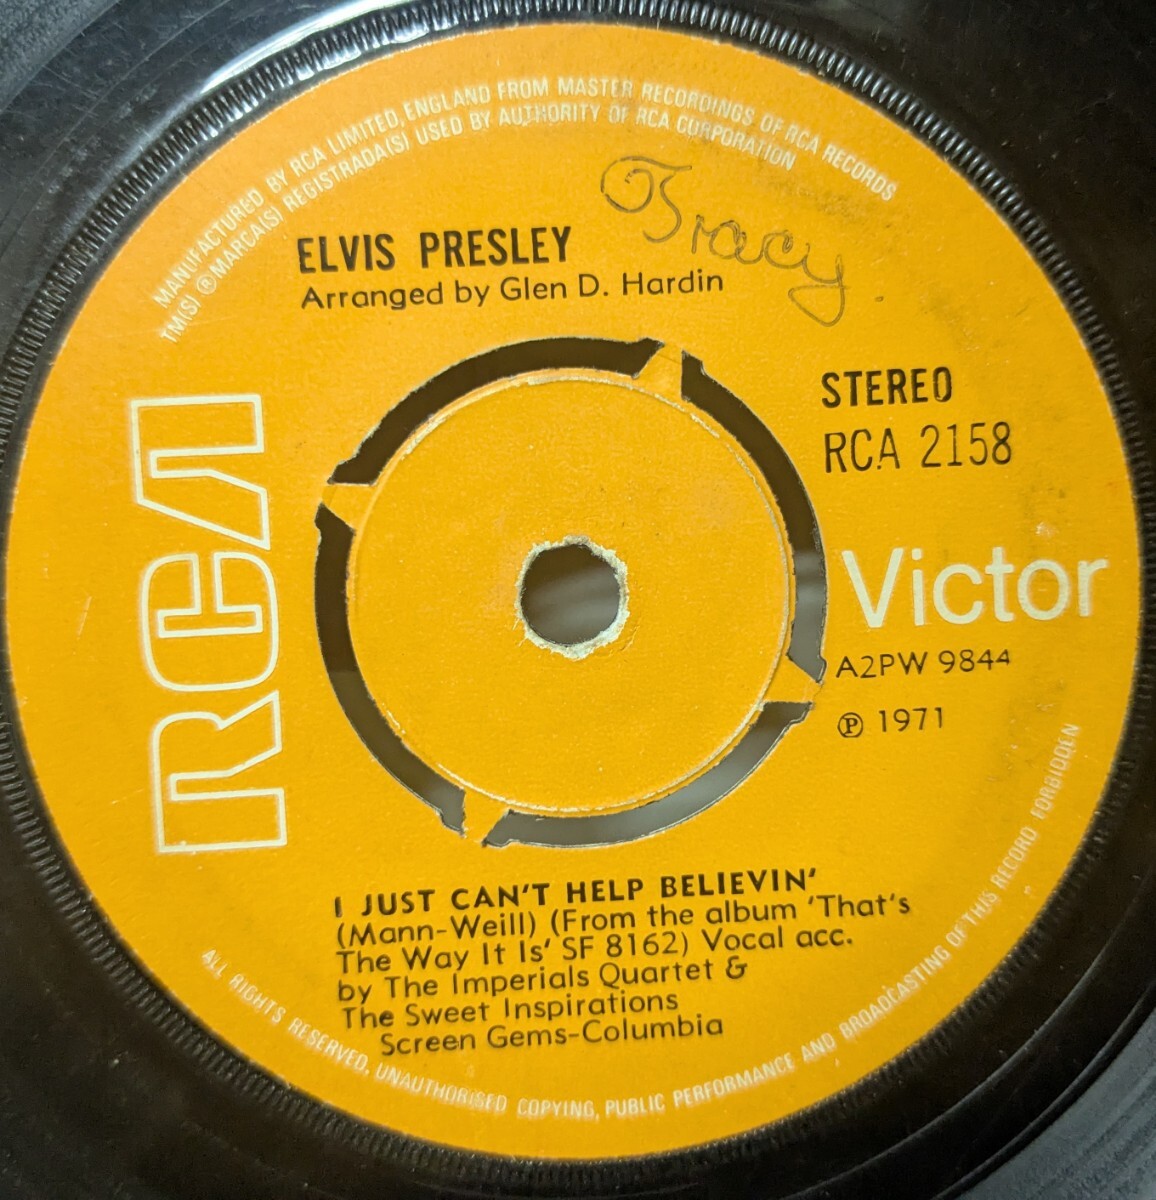 MANUFACTURED BY RCA LIMITED, ENGLAND FROM MASTER RECORDINGS OF RCA RECORDS
TM(S) ® MARCA(S) REGISTRADA(S) USED BY AUTHORITY OF RCA CORPORATION
Tracy.
ELVIS PRESLEY
Arranged by Glen D. Hardin
STEREO
RCA 2158
RCA
Victor
A2PW 9844
℗ 1971
I JUST CAN'T HELP BELIEVIN'
(Mann-Weill) (From the album 'That's
The Way It Is' SF 8162) Vocal acc.
by The Imperials Quartet &
The Sweet Inspirations
Screen Gems-Columbia
ALL RIGHTS RESERVED, UNAUTHORISED COPYING, PUBLIC PERFORMANCE AND BROADCASTING OF THIS RECORD FORBIDDEN